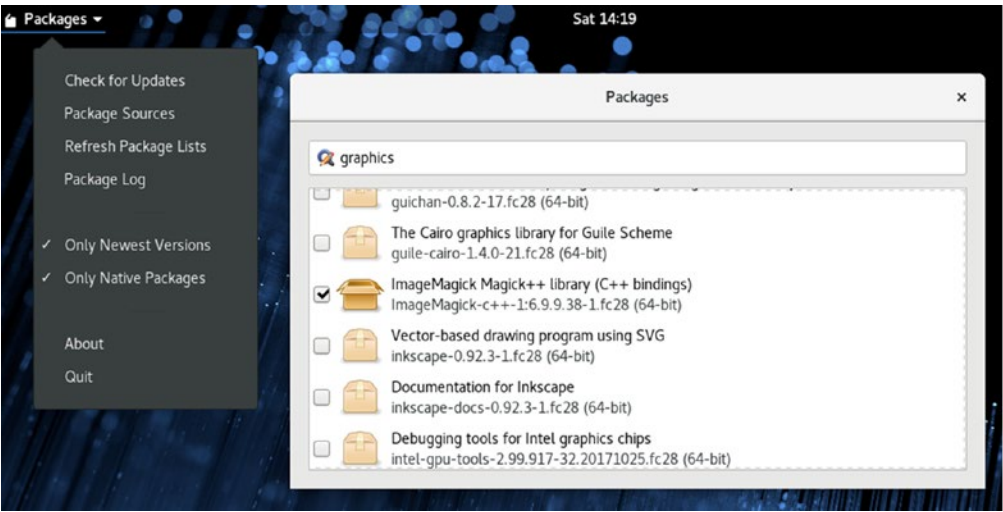 Packages
Sat 14:19
Check for Updates
Package Sources
Refresh Package Lists
Package Log
✓ Only Newest Versions
✓ Only Native Packages
About
Quit
Packages
graphics
guichan-0.8.2-17.fc28 (64-bit)
The Cairo graphics library for Guile Scheme
guile-cairo-1.4.0-21.fc28 (64-bit)
ImageMagick Magick++ library (C++ bindings)
ImageMagick-c++-1:6.9.9.38-1.fc28 (64-bit)
Vector-based drawing program using SVG
inkscape-0.92.3-1.fc28 (64-bit)
Documentation for Inkscape
inkscape-docs-0.92.3-1.fc28 (64-bit)
Debugging tools for Intel graphics chips
intel-gpu-tools-2.99.917-32.20171025.fc28 (64-bit)